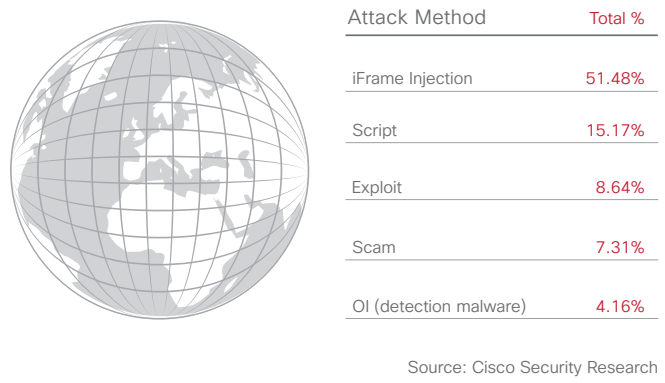 Attack Method Total %
iFrame Injection 51.48%
Script 15.17%
Exploit 8.64%
Scam 7.31%
OI (detection malware) 4.16%
Source: Cisco Security Research